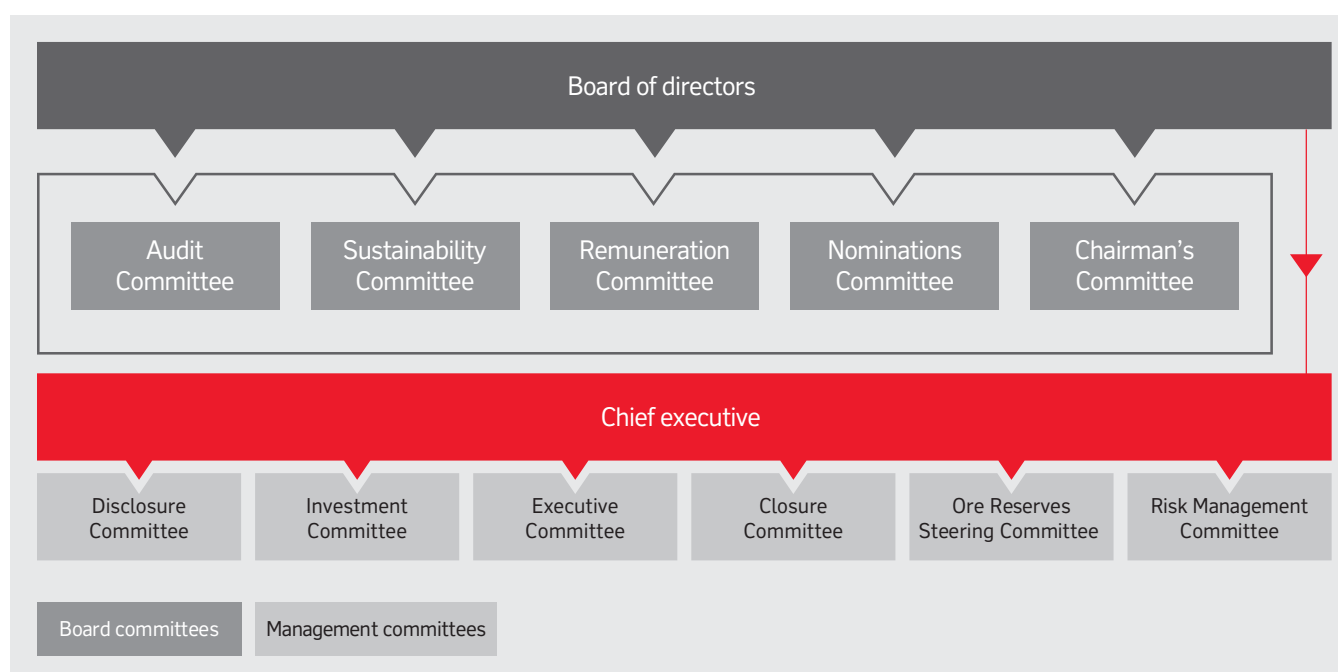 Board of directors
Audit
Committee
Sustainability
Committee
Remuneration
Committee
Nominations
Committee
Chairman’s
Committee
Chief executive
Disclosure
Committee
Investment
Committee
Executive
Committee
Closure
Committee
Ore Reserves
Steering Committee
Risk Management
Committee
Board committees
Management committees